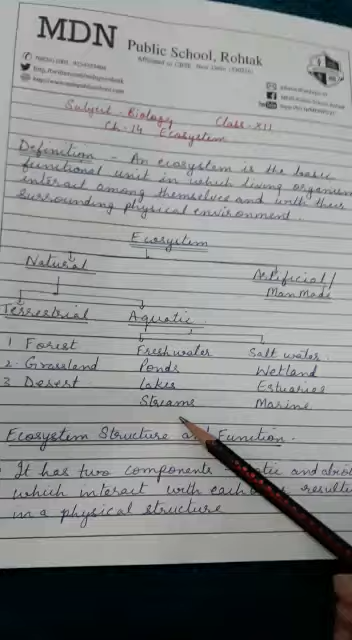 MDN Public School, Rohtak
Affiliated to CBSE, New Delhi
Subject - Biology Class - XII
Ch - 14 Ecosystem
Definition - An ecosystem is the basic
functional unit in which living organism
interact among themselves and with their
surrounding physical environment.
Ecosystem
Natural
Artificial/
Man Made
Terrestrial Aquatic
1 Forest Freshwater Salt water
2. Grassland Ponds Wetland
3 Desert Lakes Estuaries
Streams Marine
Ecosystem Structure and Function.
It has two components
which interact with
in a physical structure